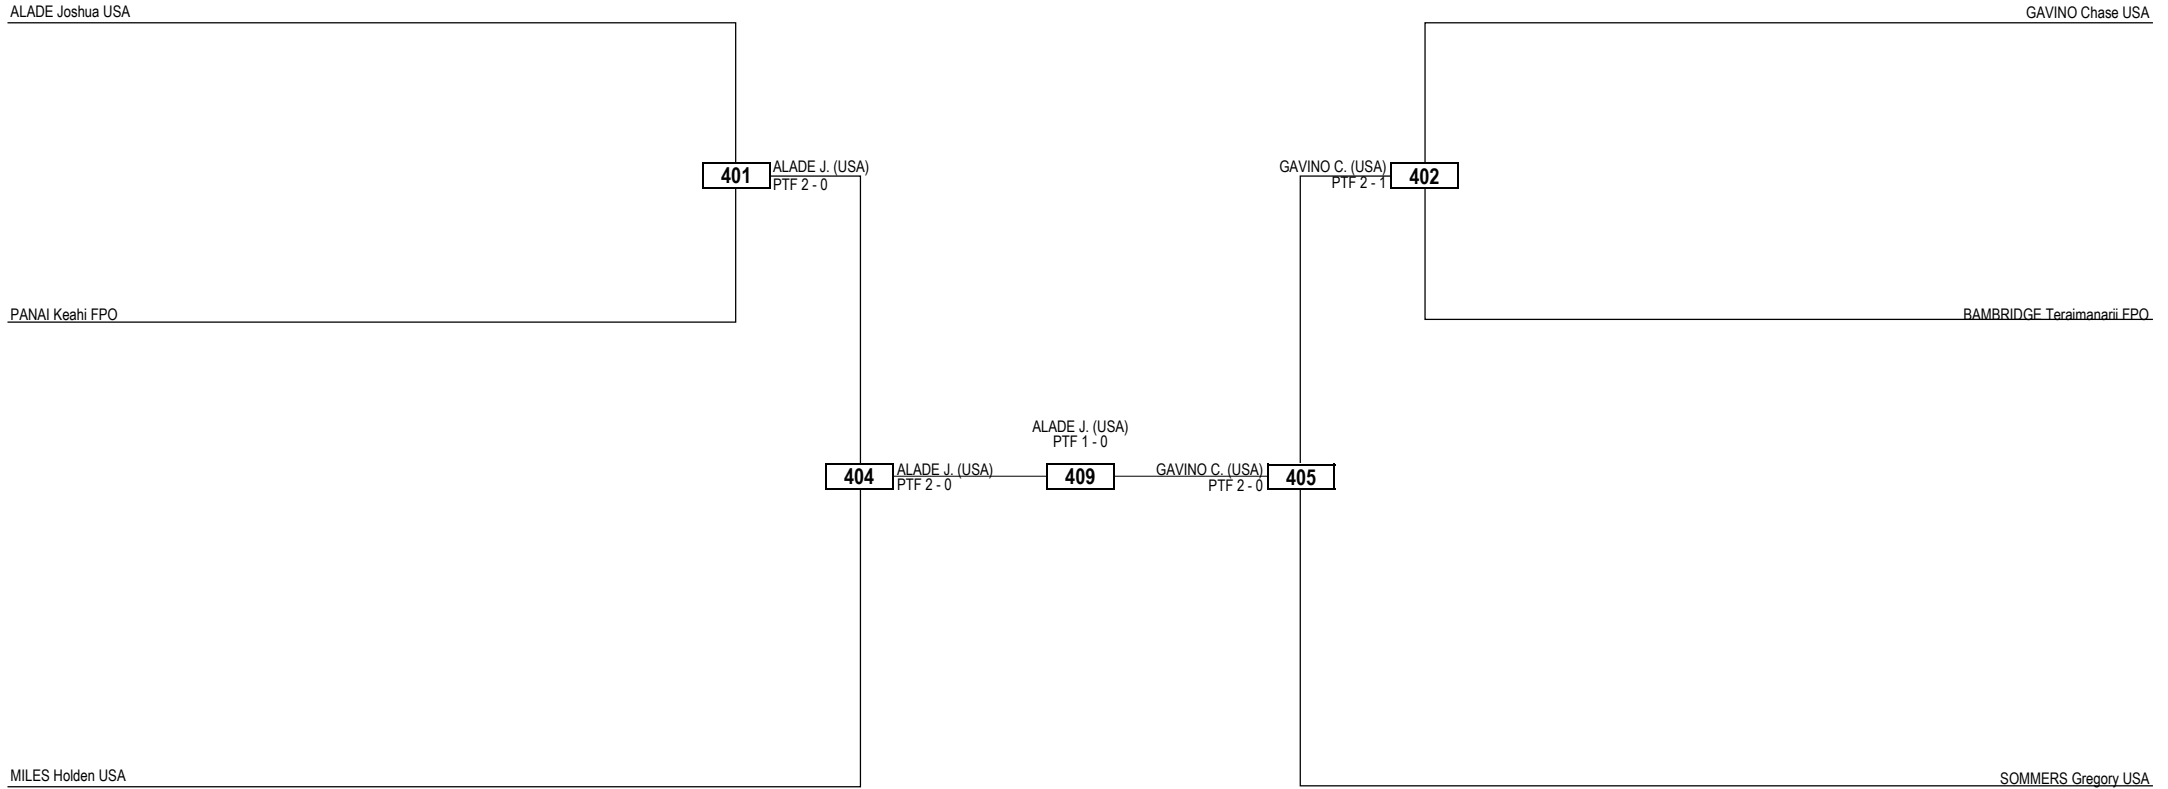 ALADE Joshua USA
GAVINO Chase USA
401
ALADE J. (USA)
PTF 2 - 0
GAVINO C. (USA)
PTF 2 - 1
402
PANAI Keahi FPO
BAMBRIDGE Teraimanarii FPO
ALADE J. (USA)
PTF 1 - 0
404
ALADE J. (USA)
PTF 2 - 0
409
GAVINO C. (USA)
PTF 2 - 0
405
MILES Holden USA
SOMMERS Gregory USA